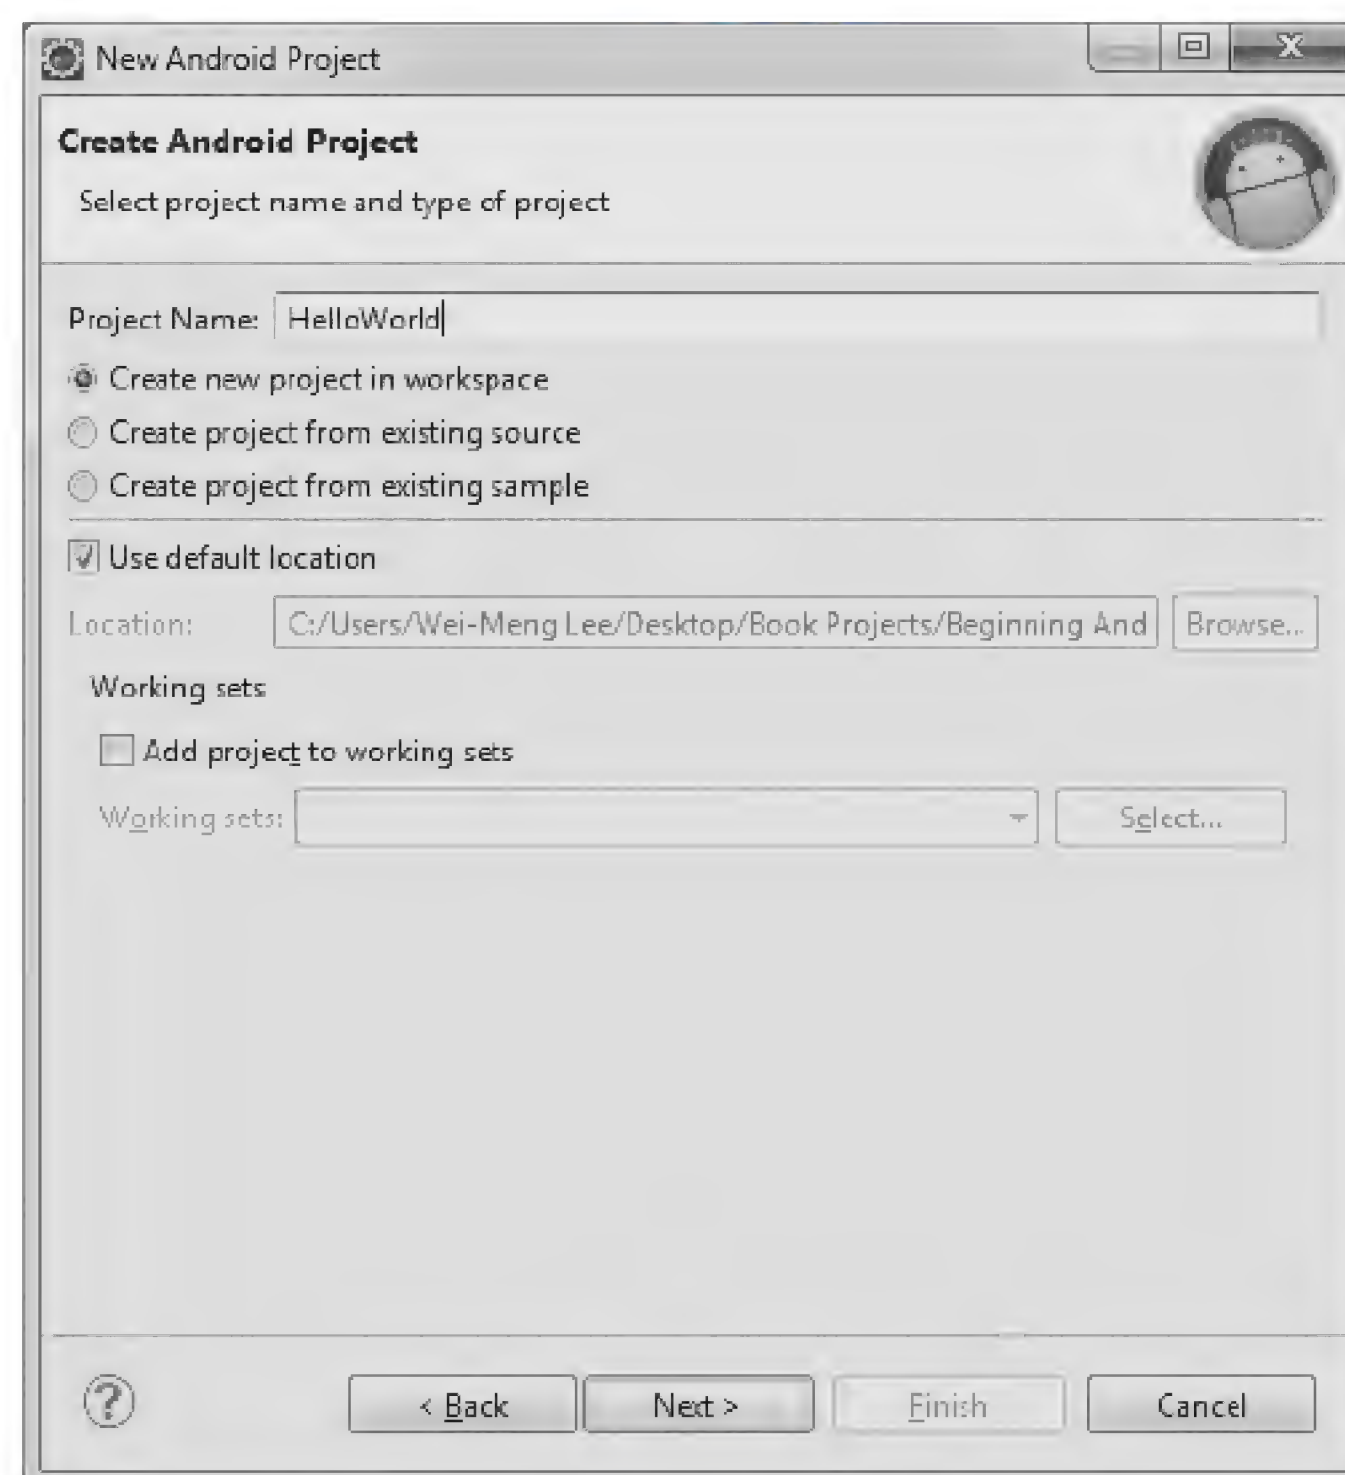 New Android Project
Create Android Project
Select project name and type of project
Project Name: HelloWorld
Create new project in workspace
Create project from existing source
Create project from existing sample
Use default location
Location: C:/Users/Wei-Meng Lee/Desktop/Book Projects/Beginning And Browse...
Working sets
Add project to working sets
Working sets: Select...
? < Back Next > Finish Cancel